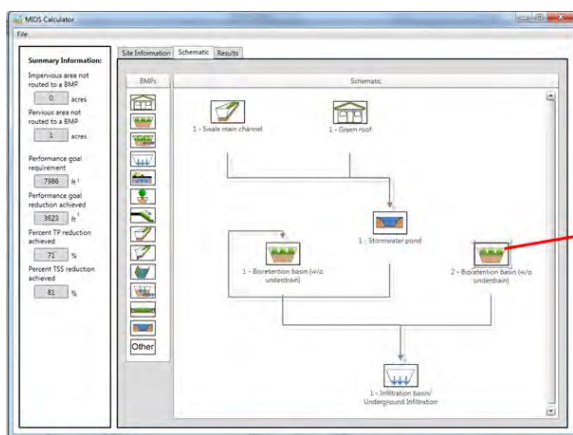 MIDS Calculator
File
Site Information Schematic Results
Summary Information:
Impervious area not
routed to a BMP
0 acres
Pervious area not
routed to a BMP
1 acres
Performance goal
requirement
7986 ft³
Performance goal
reduction achieved
3623 ft³
Percent TP reduction
achieved
71 %
Percent TSS reduction
achieved
81 %
BMPs
Other
Schematic
1 - Swale main channel
1 - Green roof
1 - Stormwater pond
1 - Bioretention basin (w/o
underdrain)
2 - Bioretention basin (w/o
underdrain)
1 - Infiltration basin/
Underground Infiltration